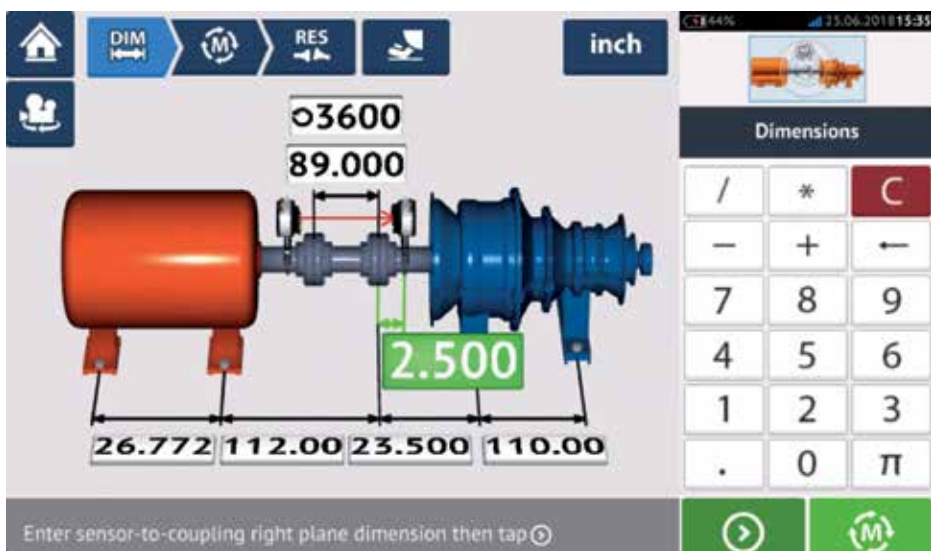 DIM
M
RES
inch
44%
25.06.2018 15:35
3600
89.000
2.500
26.772 112.00 23.500 110.00
Enter sensor-to-coupling right plane dimension then tap
Dimensions
/ * C
− + ←
7 8 9
4 5 6
1 2 3
. 0 π
M